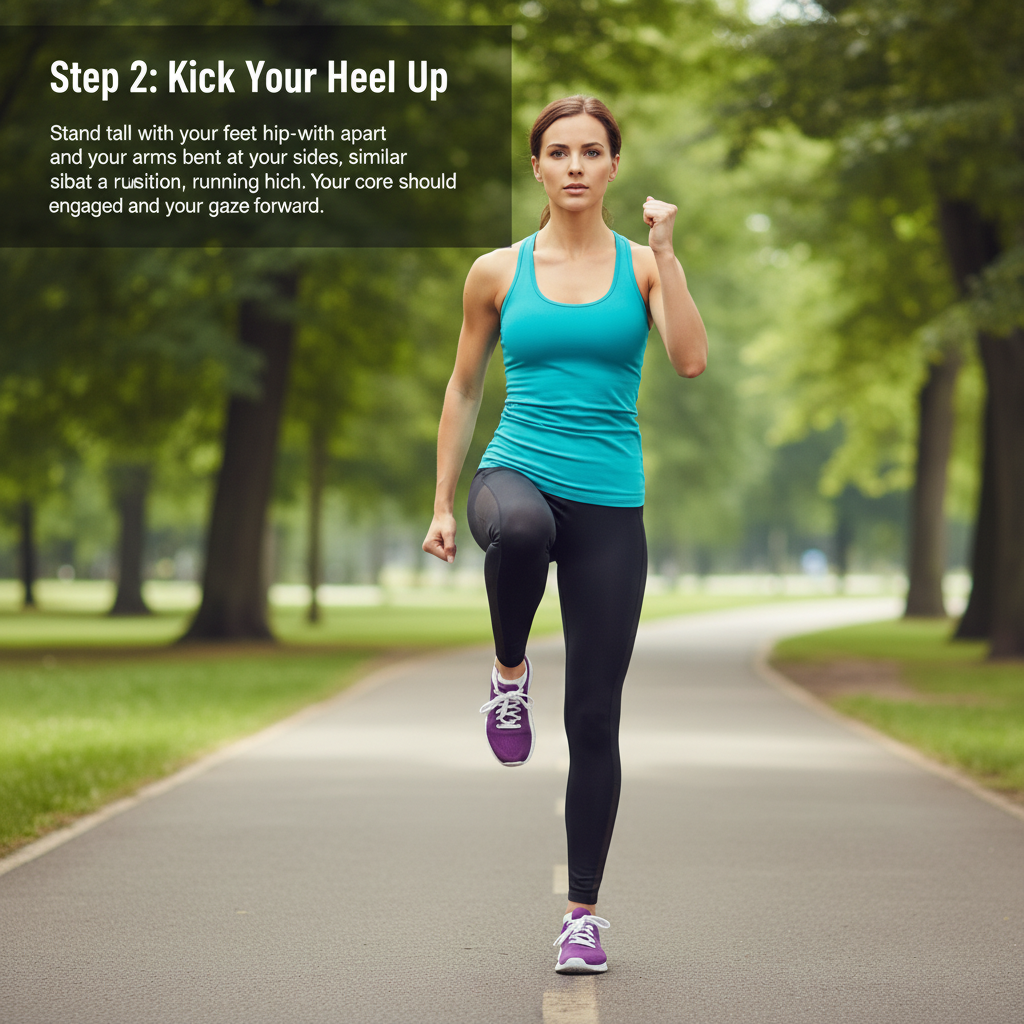 Step 2: Kick Your Heel Up
Stand tall with your feet hip-with apart
and your arms bent at your sides, similar
sibat a position, running hich. Your core should
engaged and your gaze forward.